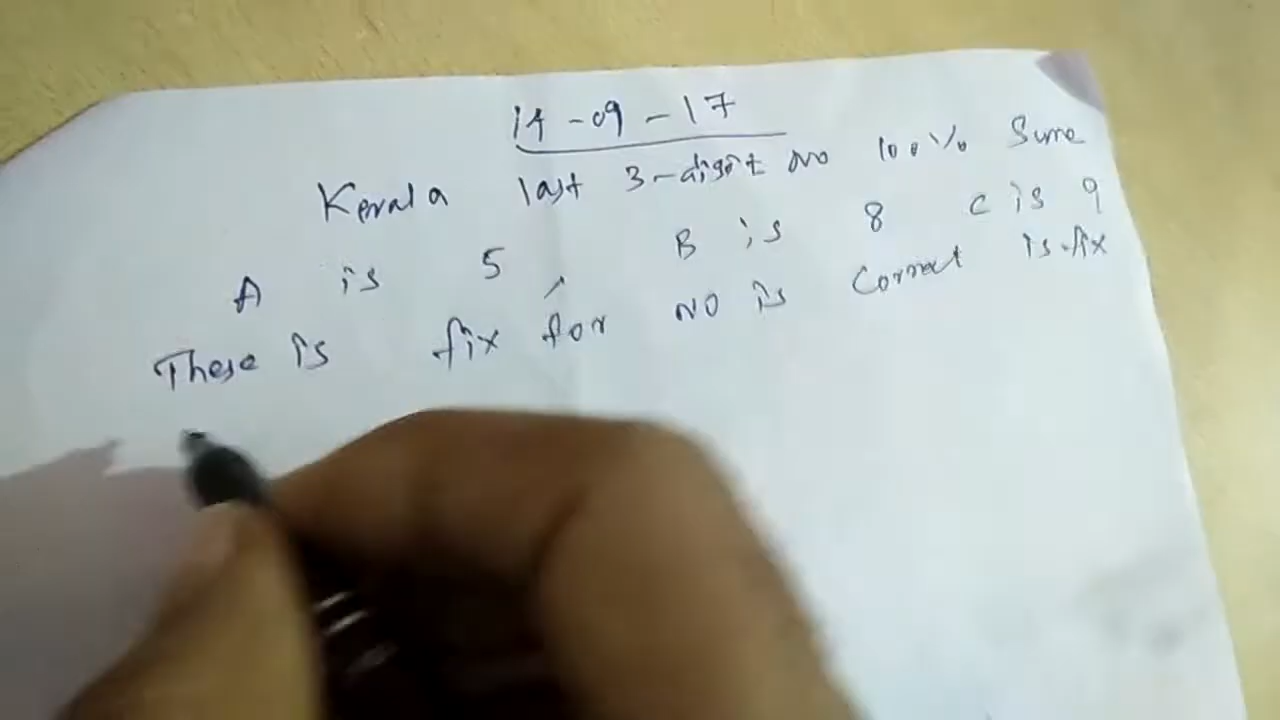 14-09-17
Kerala last 3-digit no 100% Sure
A is 5, B is 8 C is 9
These is fix for no is Correct is fix